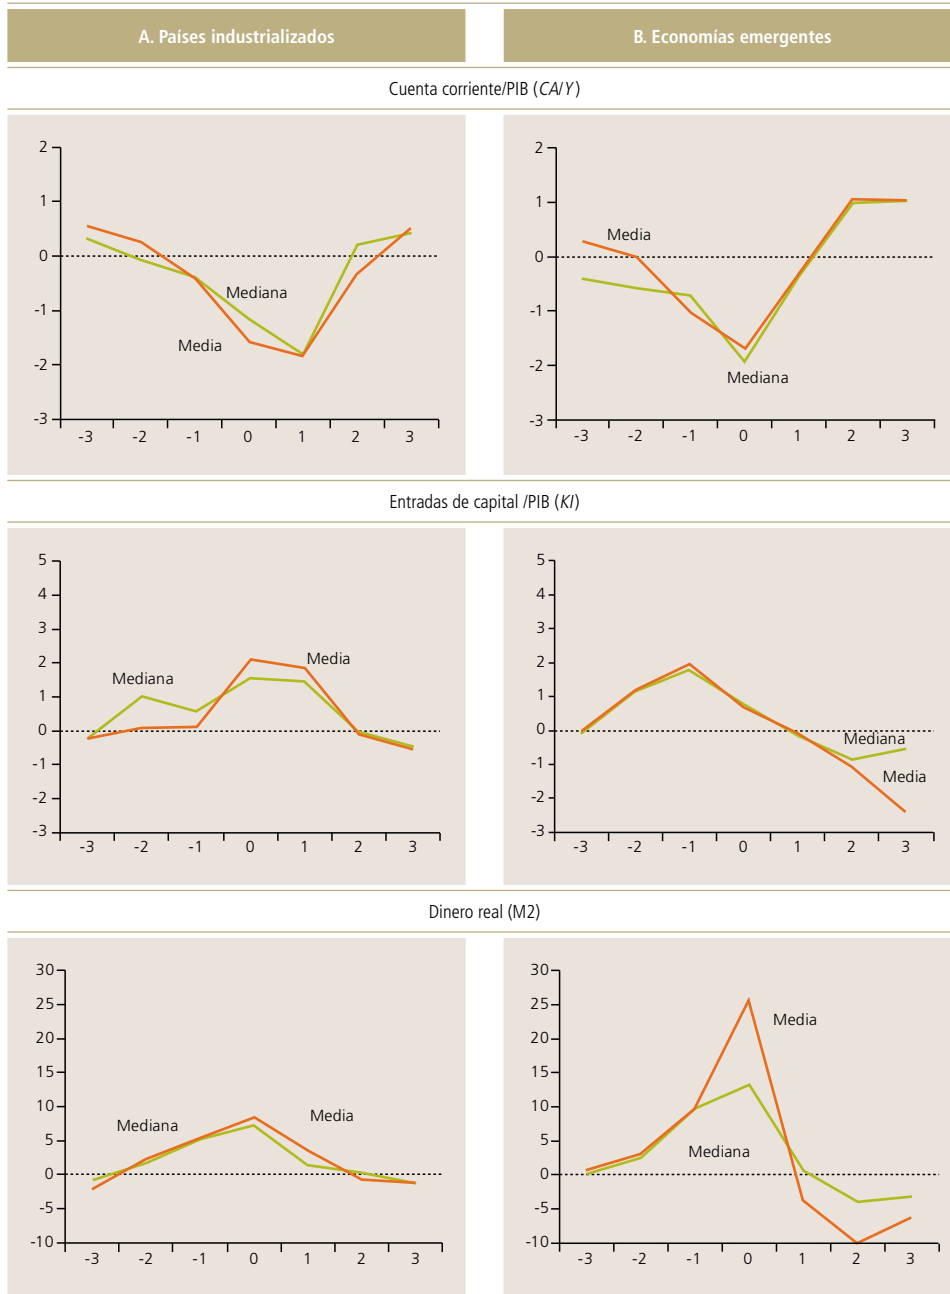 A. Países industrializados
B. Economías emergentes
Cuenta corriente/PIB (CA/Y)
2
1
0
-1
-2
-3
-3 -2 -1 0 1 2 3
Mediana
Media
2
1
0
-1
-2
-3
-3 -2 -1 0 1 2 3
Media
Mediana
Entradas de capital /PIB (KI)
5
4
3
2
1
0
-1
-2
-3
-3 -2 -1 0 1 2 3
Media
Mediana
5
4
3
2
1
0
-1
-2
-3
-3 -2 -1 0 1 2 3
Mediana
Media
Dinero real (M2)
30
25
20
15
10
5
0
-5
-10
-3 -2 -1 0 1 2 3
Media
Mediana
30
25
20
15
10
5
0
-5
-10
-3 -2 -1 0 1 2 3
Media
Mediana